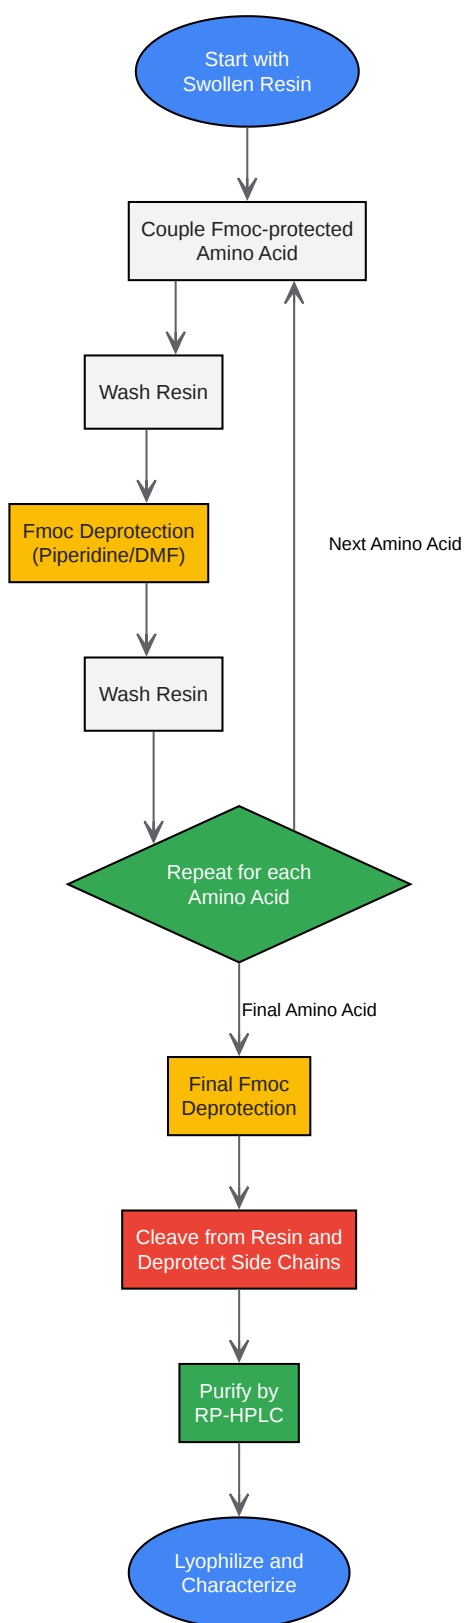 Start with
Swollen Resin
Couple Fmoc-protected
Amino Acid
Wash Resin
Fmoc Deprotection
(Piperidine/DMF)
Next Amino Acid
Wash Resin
Repeat for each
Amino Acid
Final Amino Acid
Final Fmoc
Deprotection
Cleave from Resin and
Deprotect Side Chains
Purify by
RP-HPLC
Lyophilize and
Characterize